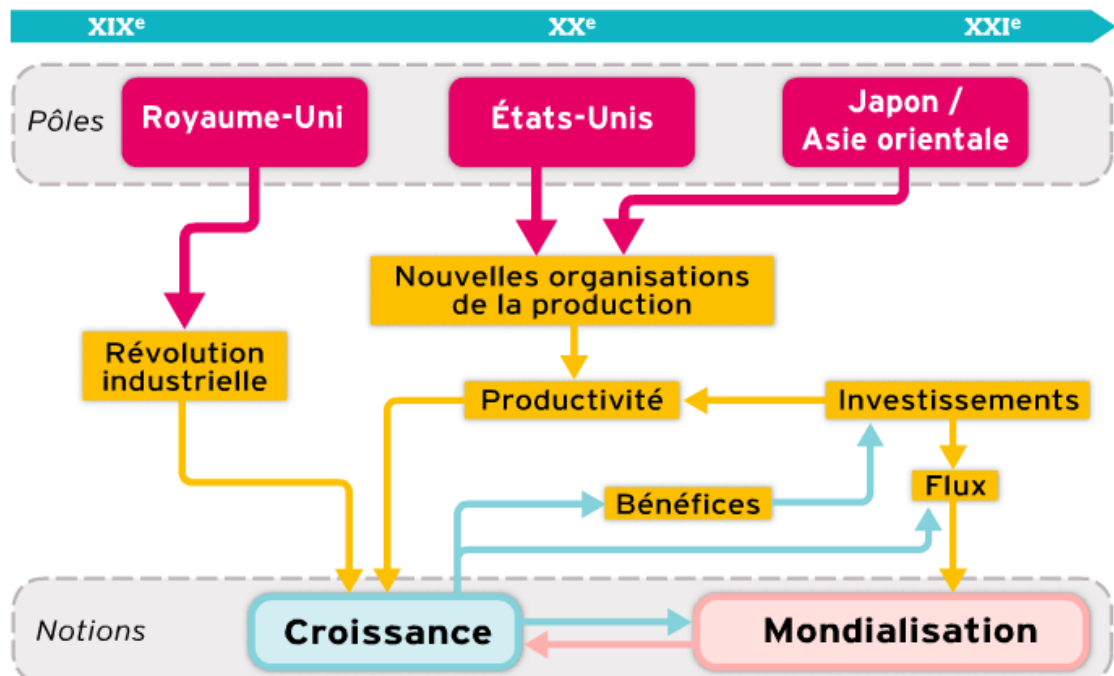 XIXᵉ
XXᵉ
XXIᵉ
Pôles
Royaume-Uni
États-Unis
Japon /
Asie orientale
Nouvelles organisations
de la production
Révolution
industrielle
Productivité
Investissements
Bénéfices
Flux
Notions
Croissance
Mondialisation